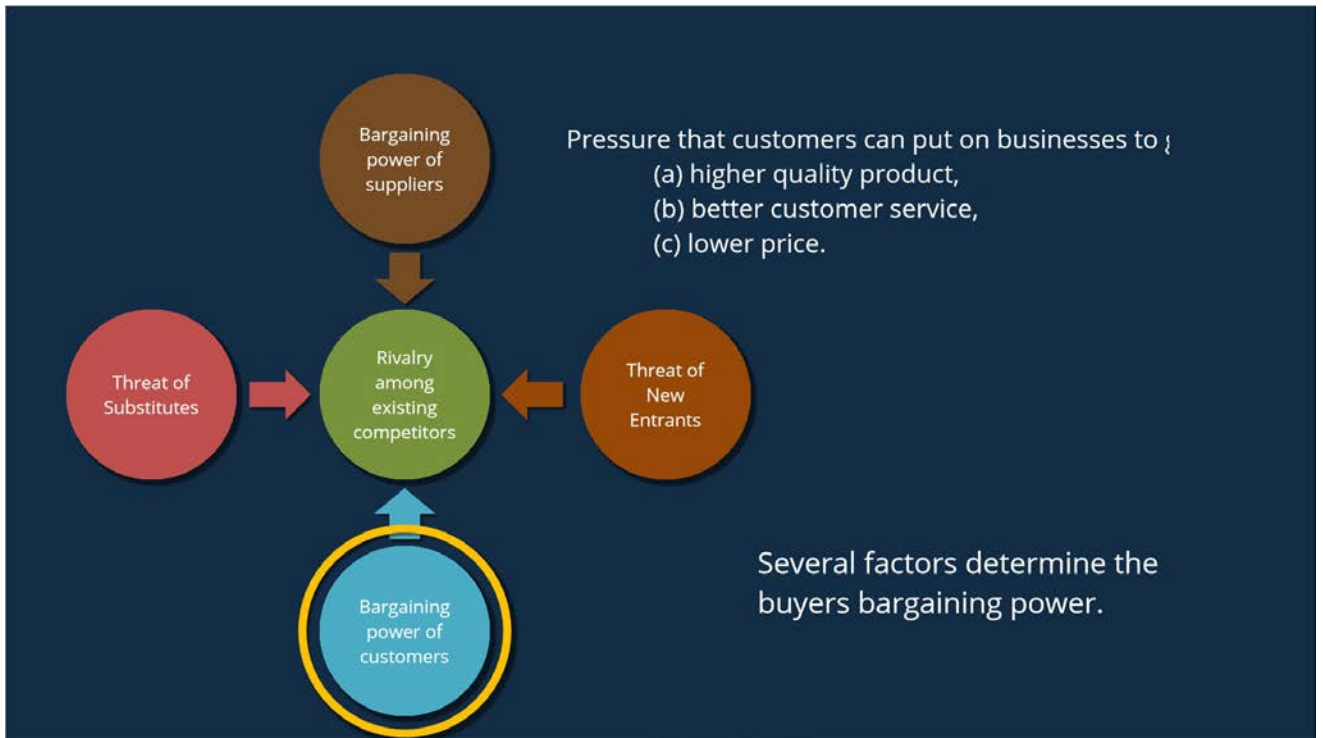 Bargaining
power of
suppliers
Pressure that customers can put on businesses to
(a) higher quality product,
(b) better customer service,
(c) lower price.
Threat of
Substitutes
Rivalry
among
existing
competitors
Threat of
New
Entrants
Bargaining
power of
customers
Several factors determine the
buyers bargaining power.